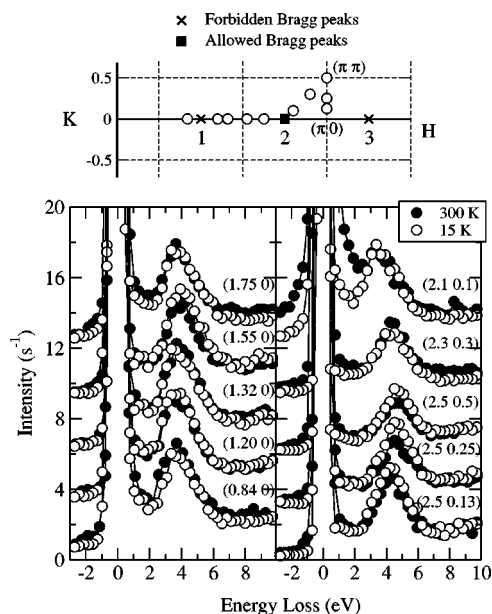 × Forbidden Bragg peaks
■ Allowed Bragg peaks
0.5
(π π)
K
0
1
2
(π 0)
3
H
-0.5
20
300 K
15 K
16
(1.75 0)
(2.1 0.1)
12
(1.55 0)
(2.3 0.3)
Intensity (s⁻¹)
8
(1.32 0)
(2.5 0.5)
(1.20 0)
(2.5 0.25)
4
(0.84 0)
(2.5 0.13)
0
-2 0 2 4 6 8 -2 0 2 4 6 8 10
Energy Loss (eV)